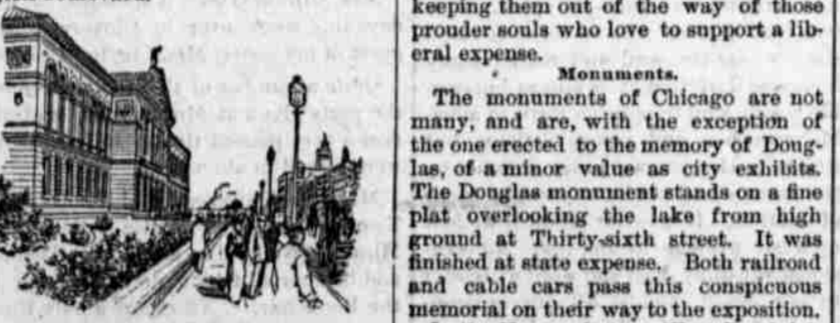 keeping them out of the way of those
prouder souls who love to support a lib-
eral expense.
Monuments.
The monuments of Chicago are not
many, and are, with the exception of
the one erected to the memory of Doug-
las, of a minor value as city exhibits.
The Douglas monument stands on a fine
plat overlooking the lake from high
ground at Thirty-sixth street. It was
finished at state expense. Both railroad
and cable cars pass this conspicuous
memorial on their way to the exposition.